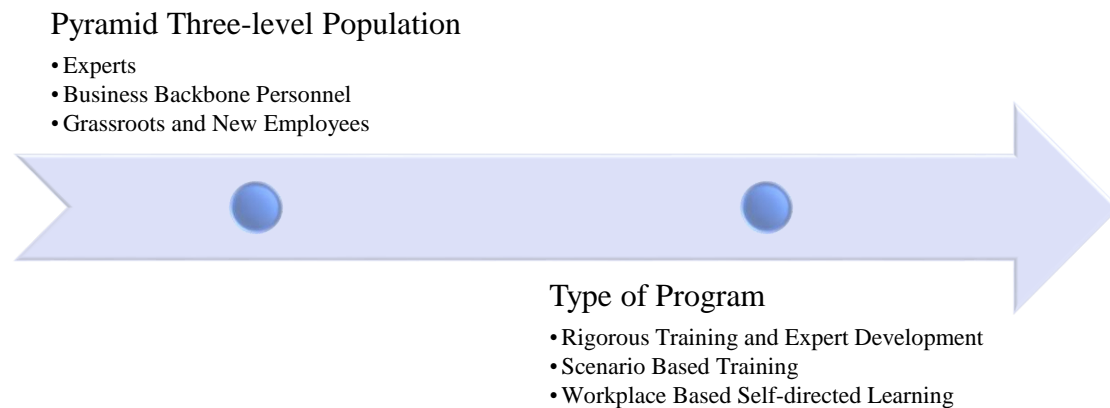 Pyramid Three-level Population
• Experts
• Business Backbone Personnel
• Grassroots and New Employees
Type of Program
• Rigorous Training and Expert Development
• Scenario Based Training
• Workplace Based Self-directed Learning